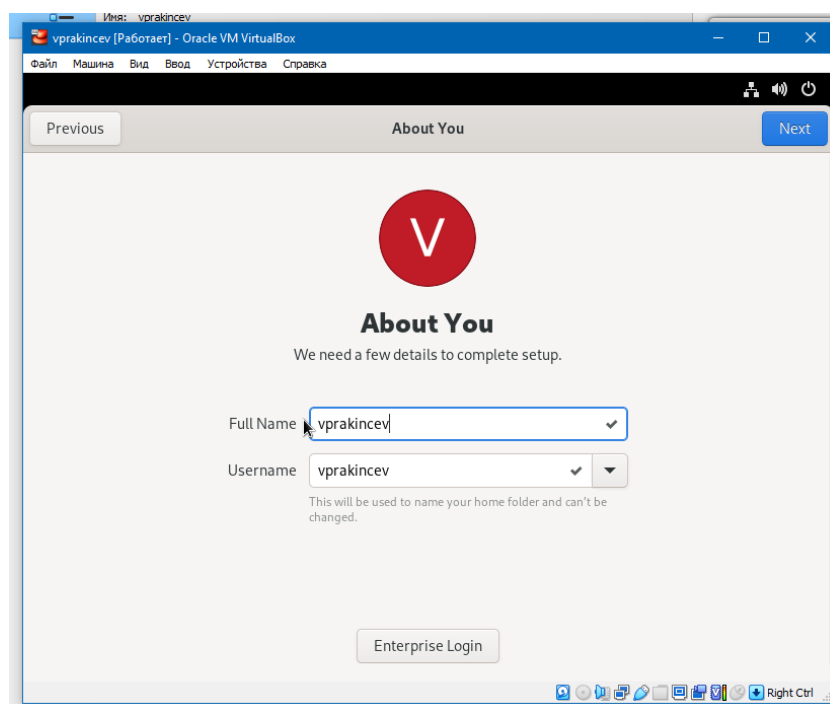 Имя: vprakincev
vprakincev [Работает] - Oracle VM VirtualBox
Файл Машина Вид Ввод Устройства Справка
Previous About You Next
V
About You
We need a few details to complete setup.
Full Name vprakincev
Username vprakincev
This will be used to name your home folder and can't be
changed.
Enterprise Login
Right Ctrl